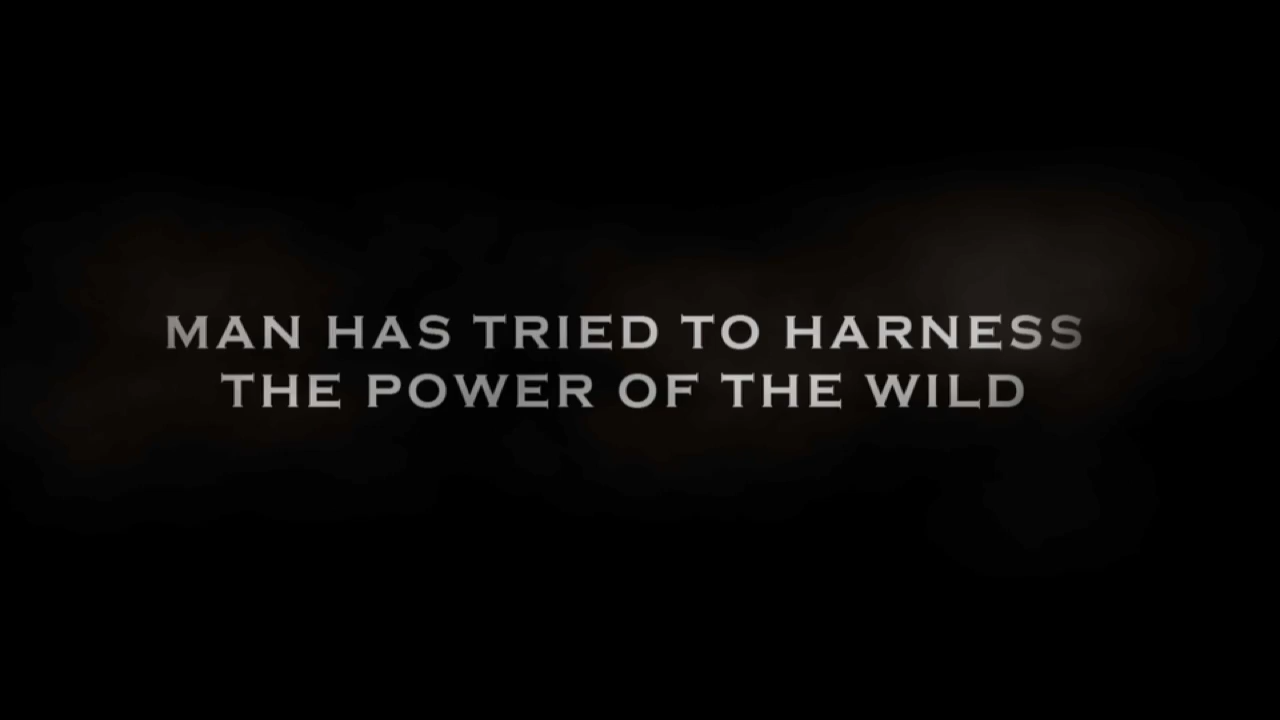 MAN HAS TRIED TO HARNESS
THE POWER OF THE WILD